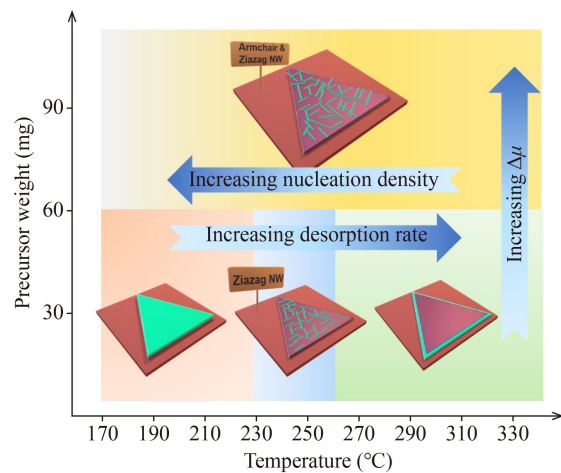 Armchair &
Ziazag NW
90
Increasing nucleation density
Increasing Δμ
Precursor weight (mg)
60
Increasing desorption rate
Ziazag NW
30
170 190 210 230 250 270 290 310 330
Temperature (°C)